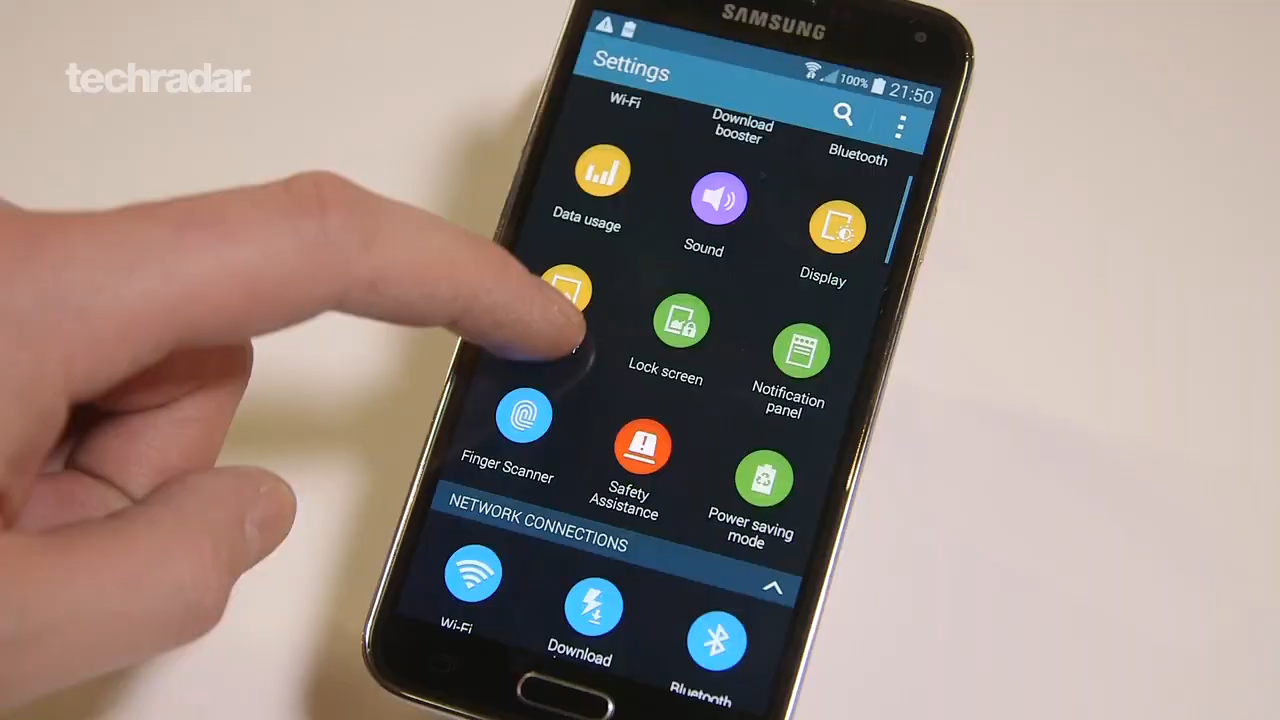 techradar.
SAMSUNG
100% 21:50
Settings
Wi-Fi
Download
booster
Bluetooth
Data usage
Sound
Display
Lock screen
Notification
panel
Finger Scanner
Safety
Assistance
Power saving
mode
NETWORK CONNECTIONS
Wi-Fi
Download
Bluetooth